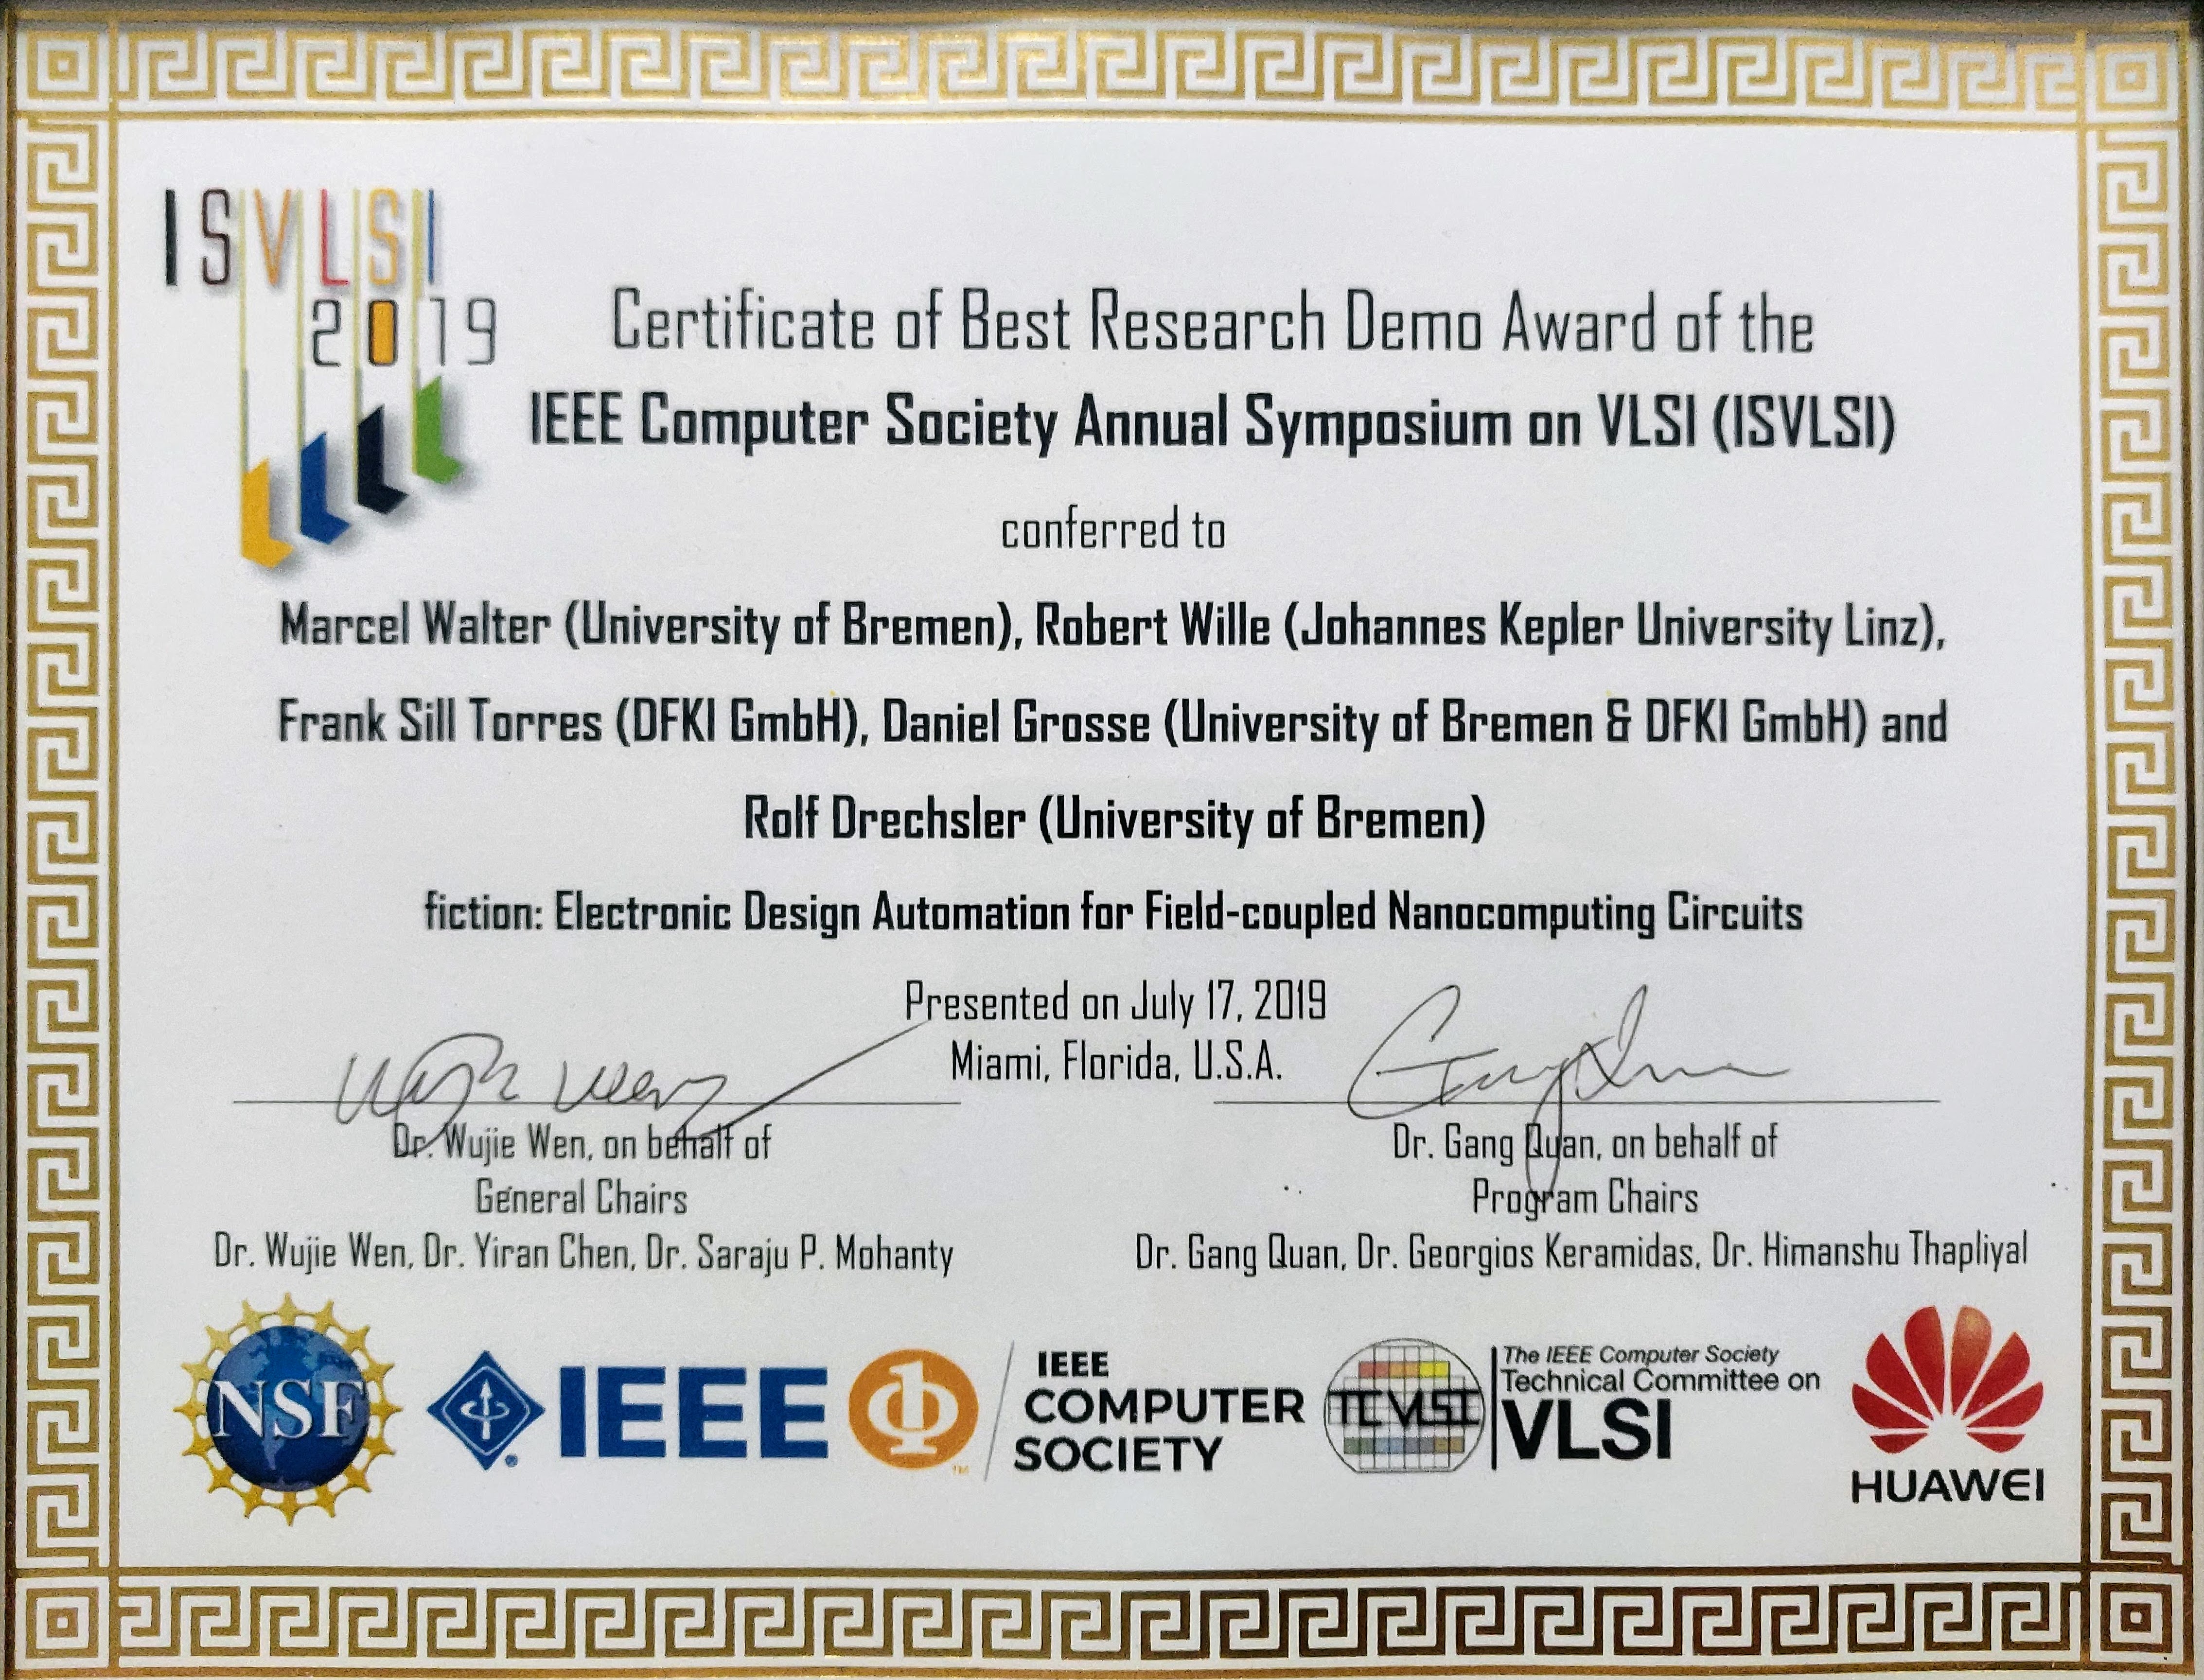 ISVLSI
2019
Certificate of Best Research Demo Award of the
IEEE Computer Society Annual Symposium on VLSI (ISVLSI)
conferred to
Marcel Walter (University of Bremen), Robert Wille (Johannes Kepler University Linz),
Frank Sill Torres (DFKI GmbH), Daniel Grosse (University of Bremen & DFKI GmbH) and
Rolf Drechsler (University of Bremen)
fiction: Electronic Design Automation for Field-coupled Nanocomputing Circuits
Presented on July 17, 2019
Miami, Florida, U.S.A.
Wujie Wen
Gang Quan
Dr. Wujie Wen, on behalf of
General Chairs
Dr. Wujie Wen, Dr. Yiran Chen, Dr. Saraju P. Mohanty
Dr. Gang Quan, on behalf of
Program Chairs
Dr. Gang Quan, Dr. Georgios Keramidas, Dr. Himanshu Thapliyal
NSF
IEEE
TM
IEEE
COMPUTER
SOCIETY
TCVLSI
The IEEE Computer Society
Technical Committee on
VLSI
HUAWEI